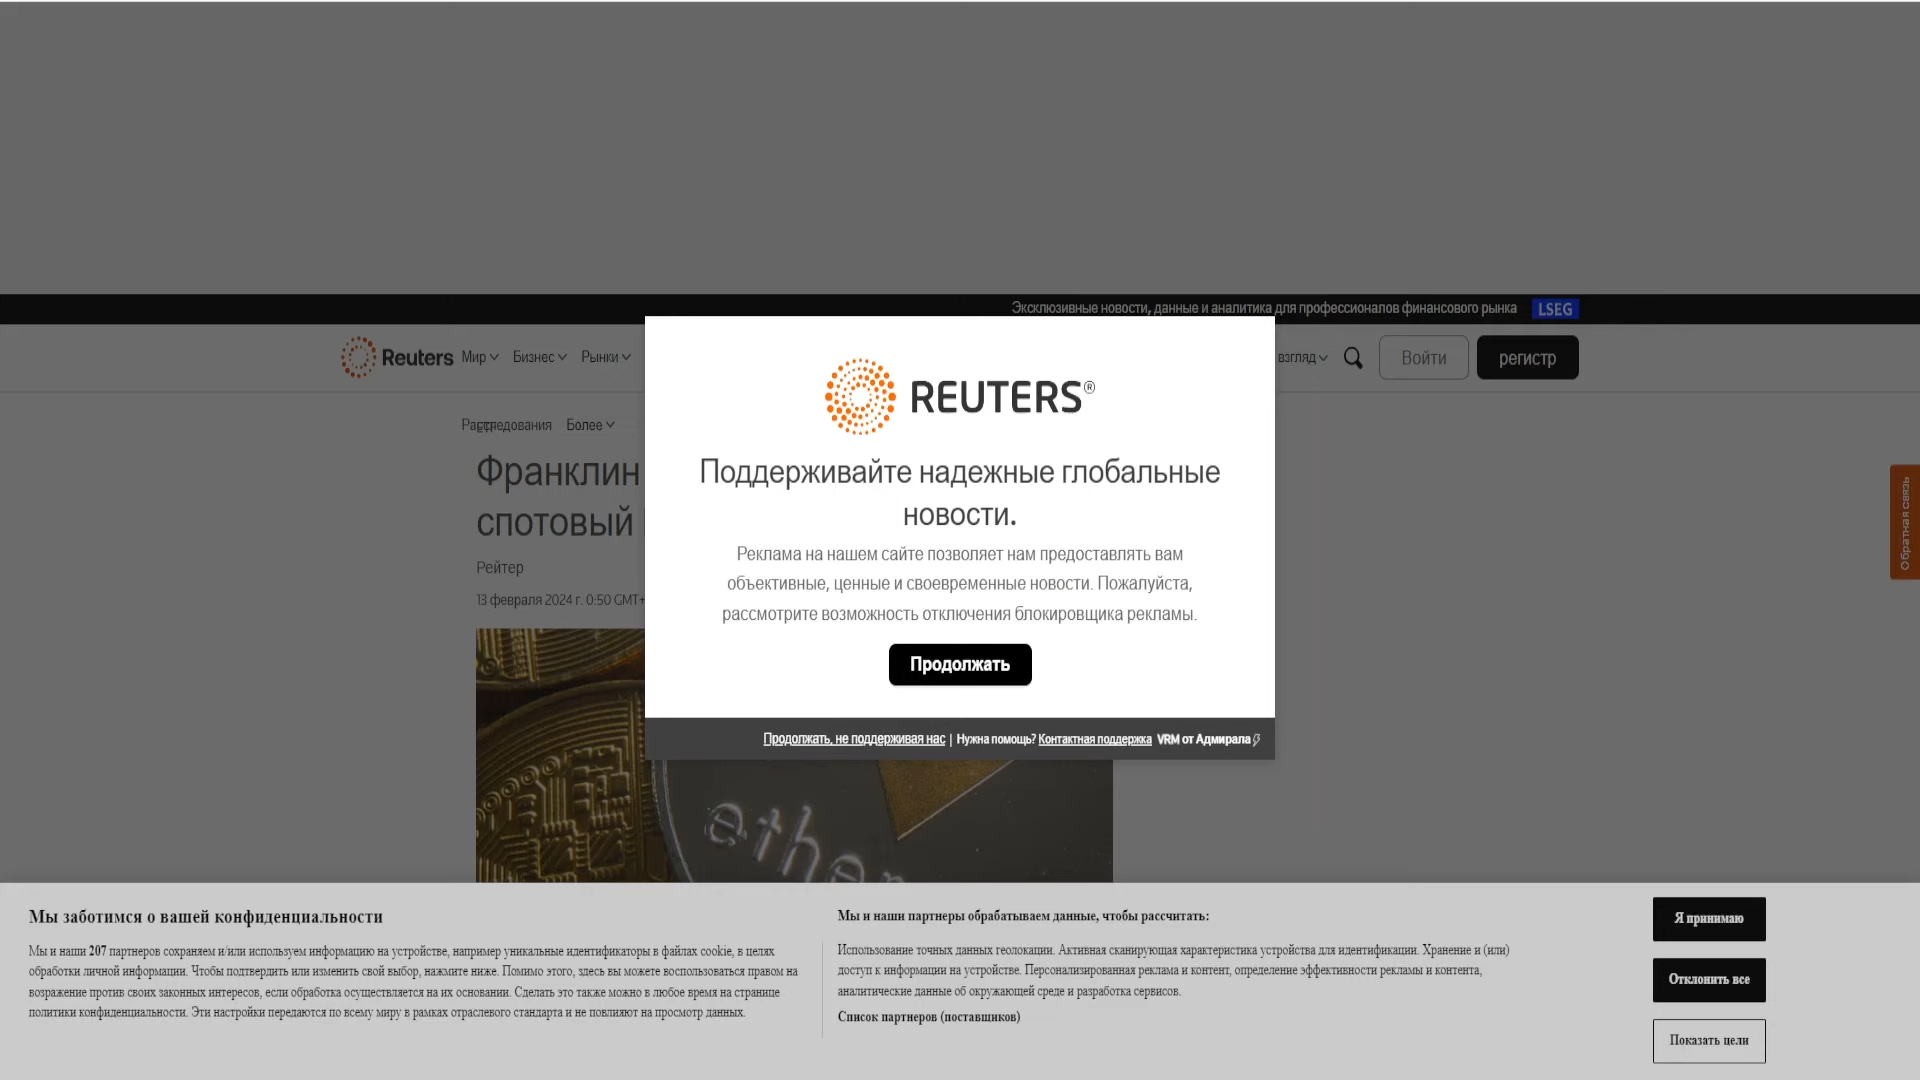 Эксклюзивные новости, данные и аналитика для профессионалов финансового рынка LSEG
Reuters Мир Бизнес Рынки взгляд Войти регистр
Расследования Более
Франклин
спотовый
Рейтер
13 февраля 2024 г. 0:50 GMT+
REUTERS®
Поддерживайте надежные глобальные
новости.
Реклама на нашем сайте позволяет нам предоставлять вам
объективные, ценные и своевременные новости. Пожалуйста,
рассмотрите возможность отключения блокировщика рекламы.
Продолжать
Продолжать, не поддерживая нас | Нужна помощь? Контактная поддержка VRM от Адмирала
Обратная связь
ether
Мы заботимся о вашей конфиденциальности
Мы и наши 207 партнеров сохраняем и/или используем информацию на устройстве, например уникальные идентификаторы в файлах cookie, в целях
обработки личной информации. Чтобы подтвердить или изменить свой выбор, нажмите ниже. Помимо этого, здесь вы можете воспользоваться правом на
возражение против своих законных интересов, если обработка осуществляется на их основании. Сделать это также можно в любое время на странице
политики конфиденциальности. Эти настройки передаются по всему миру в рамках отраслевого стандарта и не повлияют на просмотр данных.
Мы и наши партнеры обрабатываем данные, чтобы рассчитать:
Использование точных данных геолокации. Активная сканирующая характеристика устройства для идентификации. Хранение и (или)
доступ к информации на устройстве. Персонализированная реклама и контент, определение эффективности рекламы и контента,
аналитические данные об окружающей среде и разработка сервисов.
Список партнеров (поставщиков)
Я принимаю
Отклонить все
Показать цели